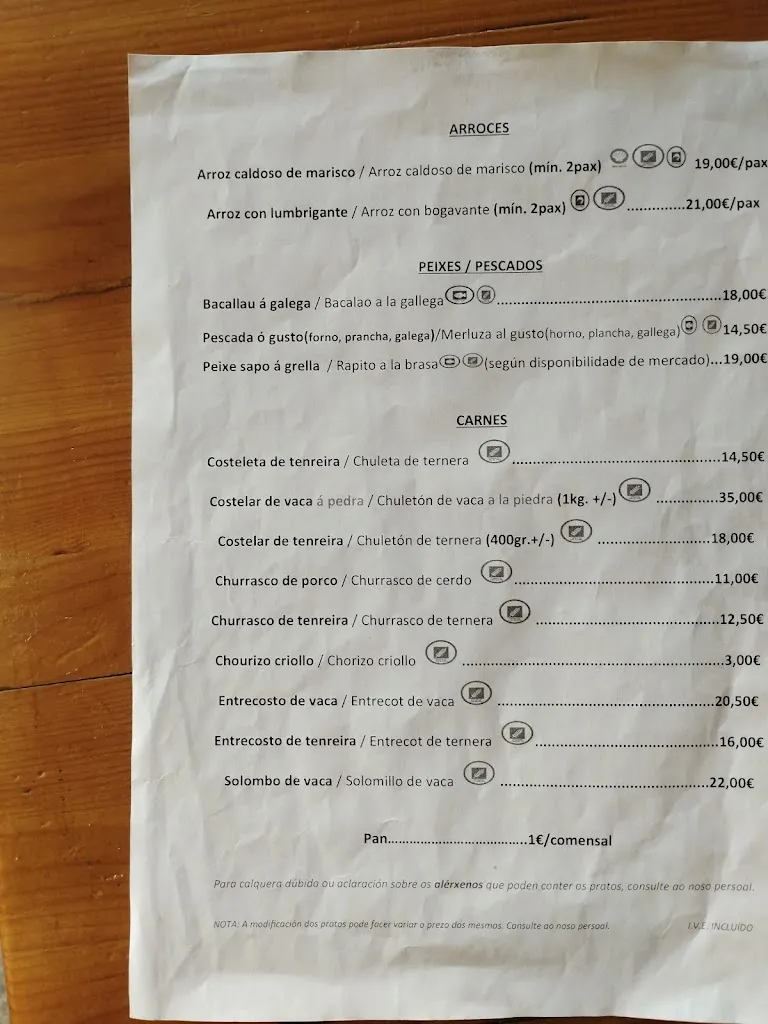 ARROCES
Arroz caldoso de marisco / Arroz caldoso de marisco (mín. 2pax) 19,00€/pax
Arroz con lumbrigante / Arroz con bogavante (mín. 2pax) .............21,00€/pax
PEIXES / PESCADOS
Bacallau á galega / Bacalao a la gallega..................................................18,00€
Pescada ó gusto(forno, prancha, galega)/Merluza al gusto(horno, plancha, gallega) 14,50€
Peixe sapo á grella / Rapito a la brasa (según disponibilidade de mercado)...19,00€
CARNES
Costeleta de tenreira / Chuleta de ternera ..............................................14,50€
Costelar de vaca á pedra / Chuletón de vaca a la piedra (1kg. +/-) ..............35,00€
Costelar de tenreira / Chuletón de ternera (400gr.+/-) .........................18,00€
Churrasco de porco / Churrasco de cerdo ............................................11,00€
Churrasco de tenreira / Churrasco de ternera ........................................12,50€
Chourizo criollo / Chorizo criollo ..........................................................3,00€
Entrecosto de vaca / Entrecot de vaca ................................................20,50€
Entrecosto de tenreira / Entrecot de ternera ........................................16,00€
Solombo de vaca / Solomillo de vaca ..............................................22,00€
Pan.....................................1€/comensal
Para calquera dúbida ou aclaración sobre os alérxenos que poden conter os pratos, consulte ao noso persoal.
NOTA: A modificación dos pratos pode facer variar o prezo dos mesmos. Consulte ao noso persoal. I.V.E. INCLUIDO